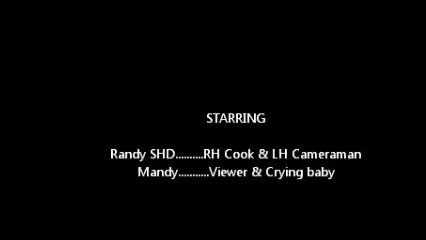 STARRING
Randy SHD..........RH Cook & LH Cameraman
Mandy...........Viewer & Crying baby